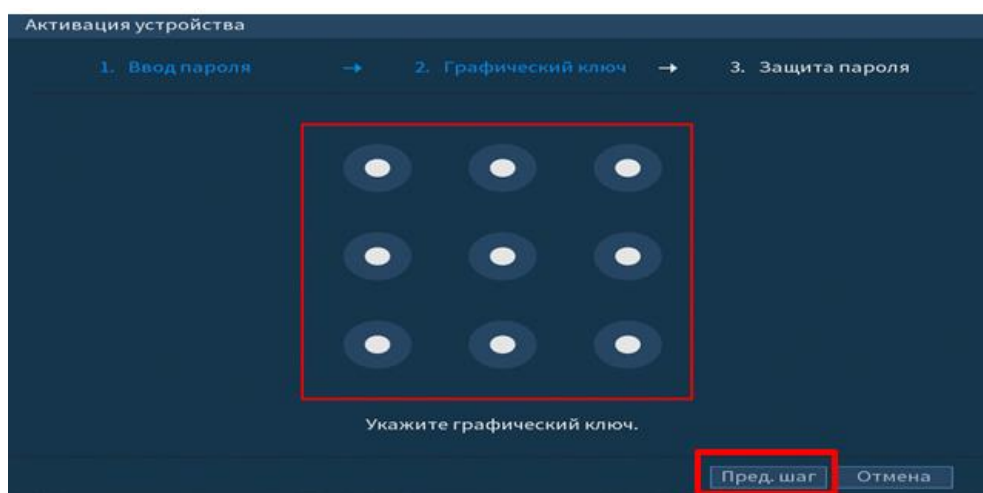 Активация устройства
1. Ввод пароля → 2. Графический ключ → 3. Защита пароля
Укажите графический ключ.
Пред. шаг Отмена